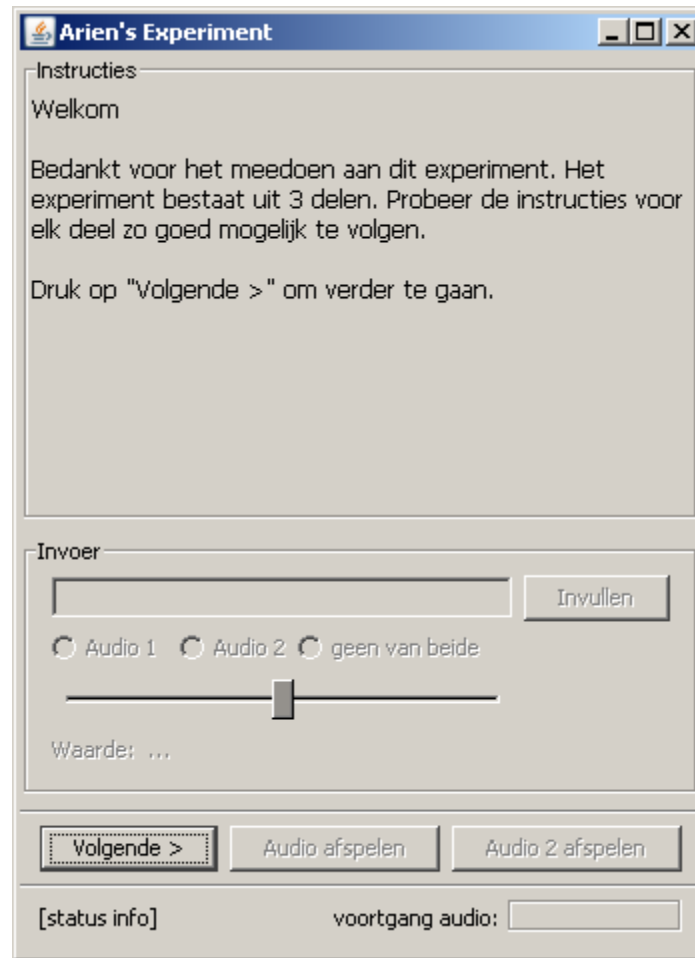 Arien's Experiment
Instructies
Welkom
Bedankt voor het meedoen aan dit experiment. Het
experiment bestaat uit 3 delen. Probeer de instructies voor
elk deel zo goed mogelijk te volgen.
Druk op "Volgende >" om verder te gaan.
Invoer
Invullen
Audio 1 Audio 2 geen van beide
Waarde: ...
Volgende > Audio afspelen Audio 2 afspelen
[status info] voortgang audio: